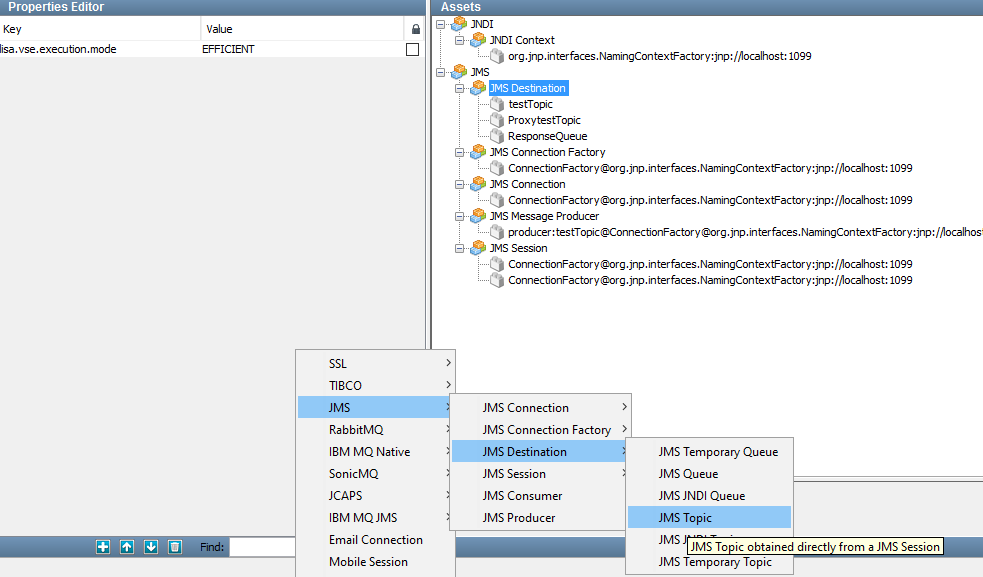 Properties Editor
Key Value
lisa.vse.execution.mode EFFICIENT
Assets
JNDI
JNDI Context
org.jnp.interfaces.NamingContextFactory:jnp://localhost:1099
JMS
JMS Destination
testTopic
ProxytestTopic
ResponseQueue
JMS Connection Factory
ConnectionFactory@org.jnp.interfaces.NamingContextFactory:jnp://localhost:1099
JMS Connection
ConnectionFactory@org.jnp.interfaces.NamingContextFactory:jnp://localhost:1099
JMS Message Producer
producer:testTopic@ConnectionFactory@org.jnp.interfaces.NamingContextFactory:jnp://localhost
JMS Session
ConnectionFactory@org.jnp.interfaces.NamingContextFactory:jnp://localhost:1099
ConnectionFactory@org.jnp.interfaces.NamingContextFactory:jnp://localhost:1099
SSL
TIBCO
JMS
RabbitMQ
IBM MQ Native
SonicMQ
JCAPS
IBM MQ JMS
Email Connection
Mobile Session
JMS Connection
JMS Connection Factory
JMS Destination
JMS Session
JMS Consumer
JMS Producer
JMS Temporary Queue
JMS Queue
JMS JNDI Queue
JMS Topic
JMS
JMS Topic obtained directly from a JMS Session
JMS Temporary Topic
Find: